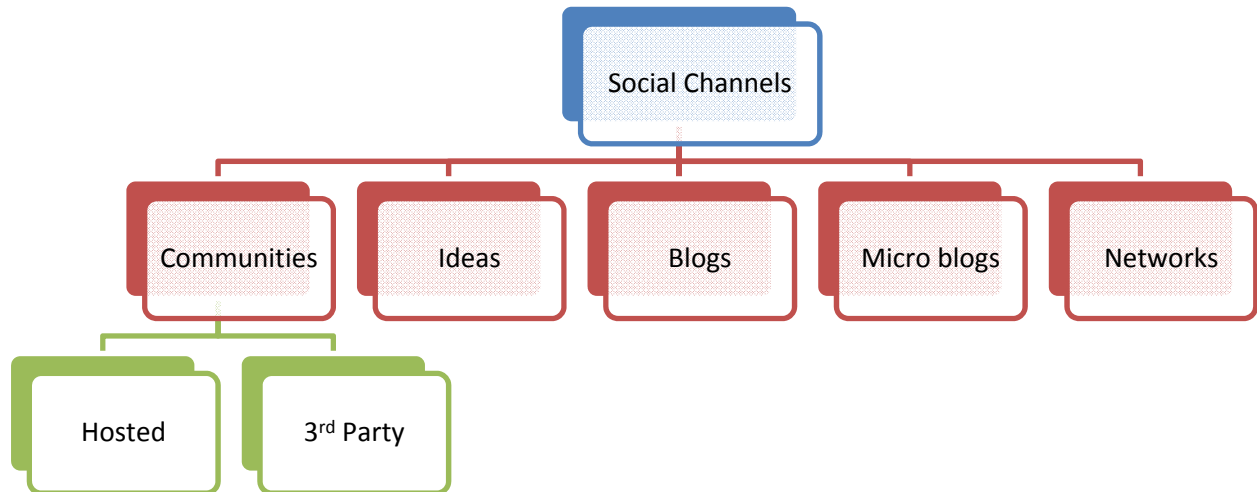 Social Channels
Communities
Ideas
Blogs
Micro blogs
Networks
Hosted
3rd Party